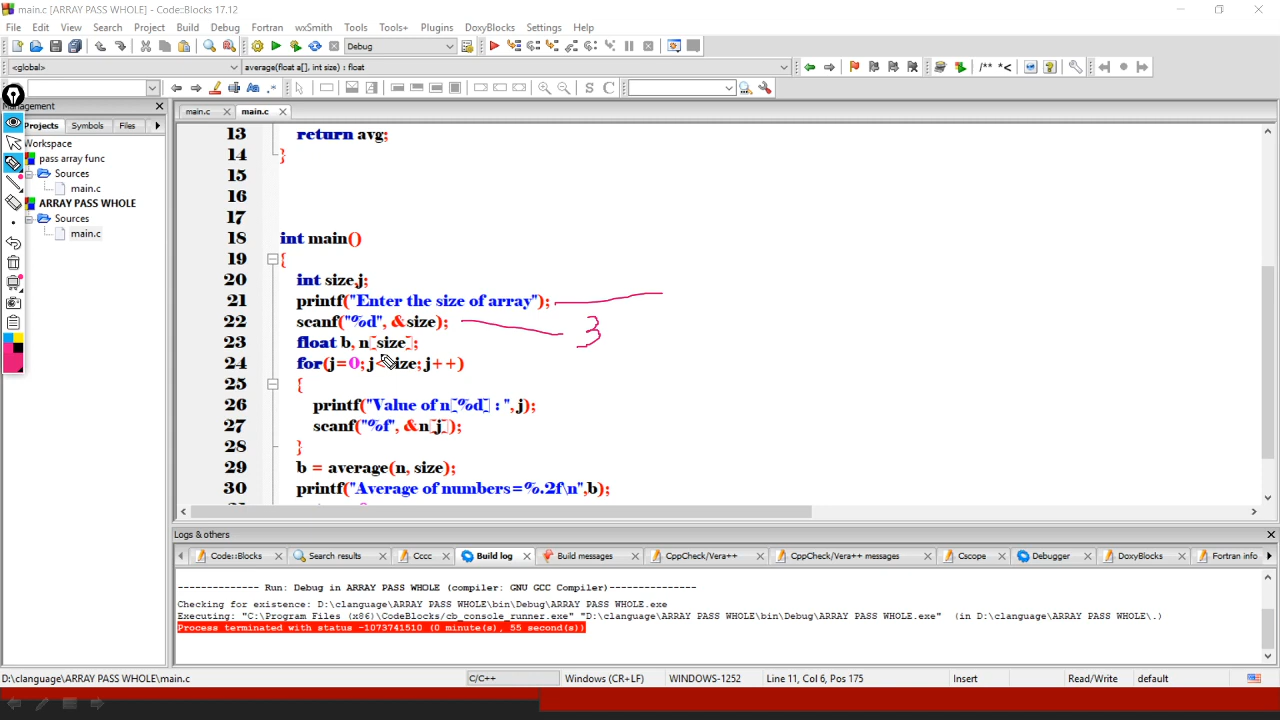 main.c [ARRAY PASS WHOLE] - Code::Blocks 17.12
File Edit View Search Project Build Debug Fortran wxSmith Tools Tools+ Plugins DoxyBlocks Settings Help
Debug
<global> average(float a[], int size) : float
/** *<
S C
Management
Projects Symbols Files
Workspace
pass array func
Sources
main.c
ARRAY PASS WHOLE
Sources
main.c
main.c main.c
13 return avg;
14 }
15
16
17
18 int main()
19 {
20 int size,j;
21 printf("Enter the size of array");
22 scanf("%d", &size); 3
23 float b, n[size];
24 for(j=0; j<size; j++)
25 {
26 printf("Value of n[%d] : ", j);
27 scanf("%f", &n[j]);
28 }
29 b = average(n, size);
30 printf("Average of numbers=%.2f\n",b);
Logs & others
Code::Blocks Search results Cccc Build log Build messages CppCheck/Vera++ CppCheck/Vera++ messages Cscope Debugger DoxyBlocks Fortran info
-------------- Run: Debug in ARRAY PASS WHOLE (compiler: GNU GCC Compiler)---------------
Checking for existence: D:\clanguage\ARRAY PASS WHOLE\bin\Debug\ARRAY PASS WHOLE.exe
Executing: "C:\Program Files (x86)\CodeBlocks/cb_console_runner.exe" "D:\clanguage\ARRAY PASS WHOLE\bin\Debug\ARRAY PASS WHOLE.exe" (in D:\clanguage\ARRAY PASS WHOLE\.)
Process terminated with status -1073741510 (0 minute(s), 55 second(s))
D:\clanguage\ARRAY PASS WHOLE\main.c C/C++ Windows (CR+LF) WINDOWS-1252 Line 11, Col 6, Pos 175 Insert Read/Write default